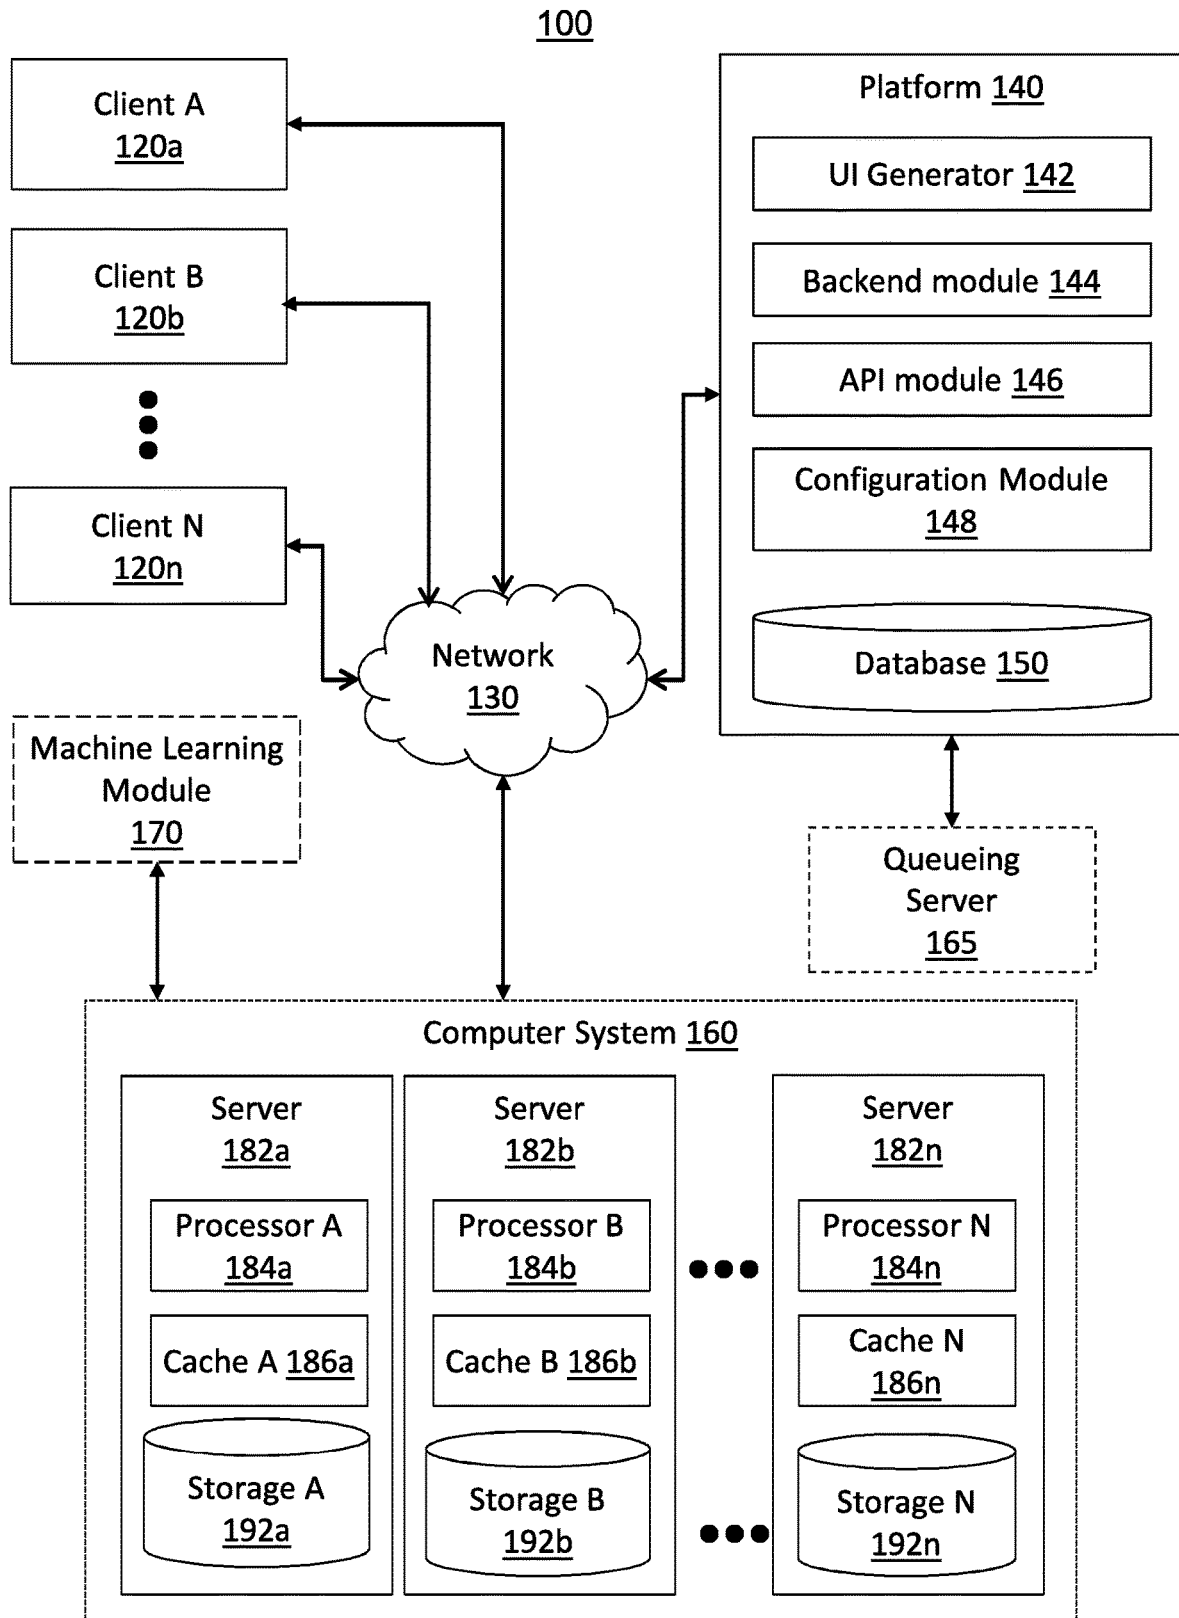 100
Client A
120a
Client B
120b
Client N
120n
Network
130
Platform 140
UI Generator 142
Backend module 144
API module 146
Configuration Module
148
Database 150
Machine Learning
Module
170
Queueing
Server
165
Computer System 160
Server
182a
Processor A
184a
Cache A 186a
Storage A
192a
Server
182b
Processor B
184b
Cache B 186b
Storage B
192b
Server
182n
Processor N
184n
Cache N
186n
Storage N
192n